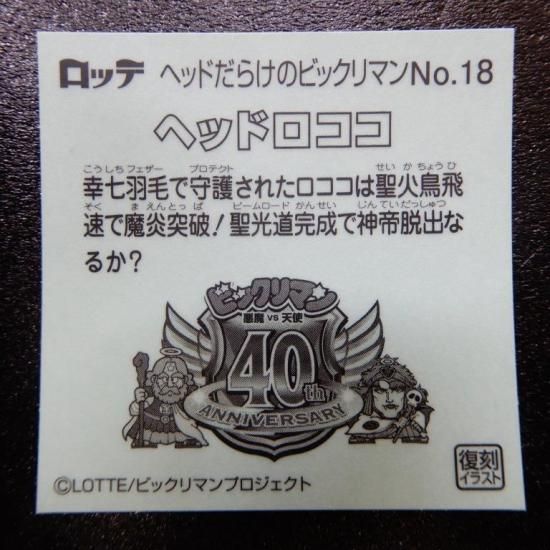 ロッテ ヘッドだらけのビックリマンNo.18
ヘッドロココ
こうしちフェザー プロテクト せいかちょうひ
幸七羽毛で守護されたロココは聖火鳥飛
そく まえんとっぱ ビームロードかんせい じんていだっしゅつ
速で魔炎突破!聖光道完成で神帝脱出な
るか?
ビックリマン
悪魔VS天使
40th
ANNIVERSARY
©LOTTE/ビックリマンプロジェクト
復刻
イラスト